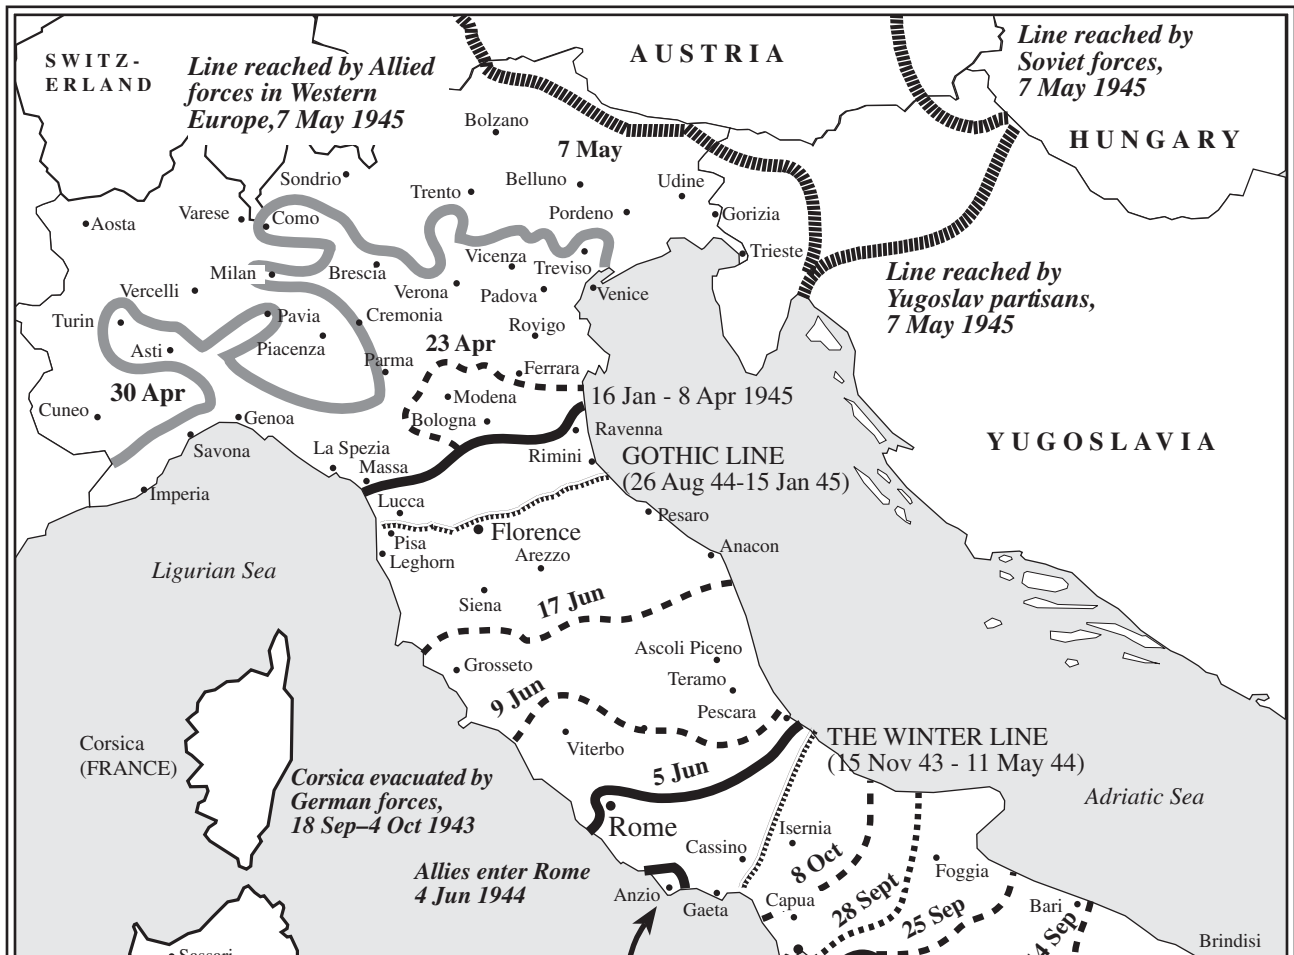 SWITZ-
ERLAND
Line reached by Allied
forces in Western
Europe,7 May 1945
AUSTRIA
Line reached by
Soviet forces,
7 May 1945
HUNGARY
Bolzano
7 May
Sondrio
Trento
Belluno
Udine
Aosta
Varese
Como
Pordeno
Gorizia
Trieste
Milan
Brescia
Vicenza
Treviso
Line reached by
Yugoslav partisans,
7 May 1945
Vercelli
Verona
Padova
Venice
Turin
Pavia
Cremonia
Rovigo
Asti
Piacenza
Parma
23 Apr
Ferrara
30 Apr
Modena
16 Jan - 8 Apr 1945
Cuneo
Genoa
Bologna
Ravenna
YUGOSLAVIA
Savona
La Spezia
Massa
Rimini
GOTHIC LINE
(26 Aug 44-15 Jan 45)
Imperia
Lucca
Pesaro
Florence
Pisa
Leghorn
Arezzo
Anacon
Ligurian Sea
Siena
17 Jun
Ascoli Piceno
Grosseto
Teramo
9 Jun
Pescara
Corsica
(FRANCE)
Viterbo
THE WINTER LINE
(15 Nov 43 - 11 May 44)
5 Jun
Corsica evacuated by
German forces,
18 Sep–4 Oct 1943
Adriatic Sea
Rome
Isernia
Cassino
8 Oct
Allies enter Rome
4 Jun 1944
Foggia
Anzio
Gaeta
Capua
28 Sept
25 Sep
Bari
4 Sep
Brindisi
Sassari